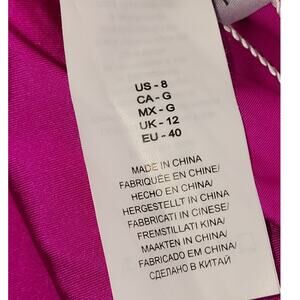 US - 8
CA - G
MX - G
UK - 12
EU - 40
MADE IN CHINA
FABRIQUÉE EN CHINE/
HECHO EN CHINA/
HERGESTELLT IN CHINA/
FABBRICATI IN CINESE/
FREMSTILLATI KINA/
MAAKTEN IN CHINA/
FABRICADO EM CHINA/
СДЕЛАНО В КИТАЙ